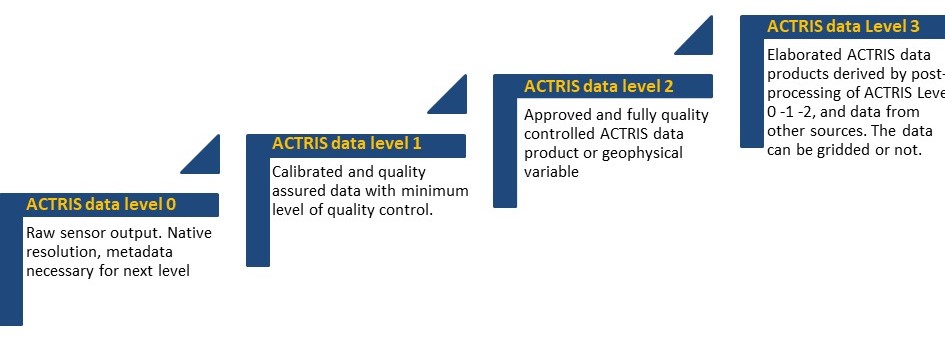 ACTRIS data level 0
Raw sensor output. Native
resolution, metadata
necessary for next level
ACTRIS data level 1
Calibrated and quality
assured data with minimum
level of quality control.
ACTRIS data level 2
Approved and fully quality
controlled ACTRIS data
product or geophysical
variable
ACTRIS data Level 3
Elaborated ACTRIS data
products derived by post-
processing of ACTRIS Leve
0 -1 -2, and data from
other sources. The data
can be gridded or not.